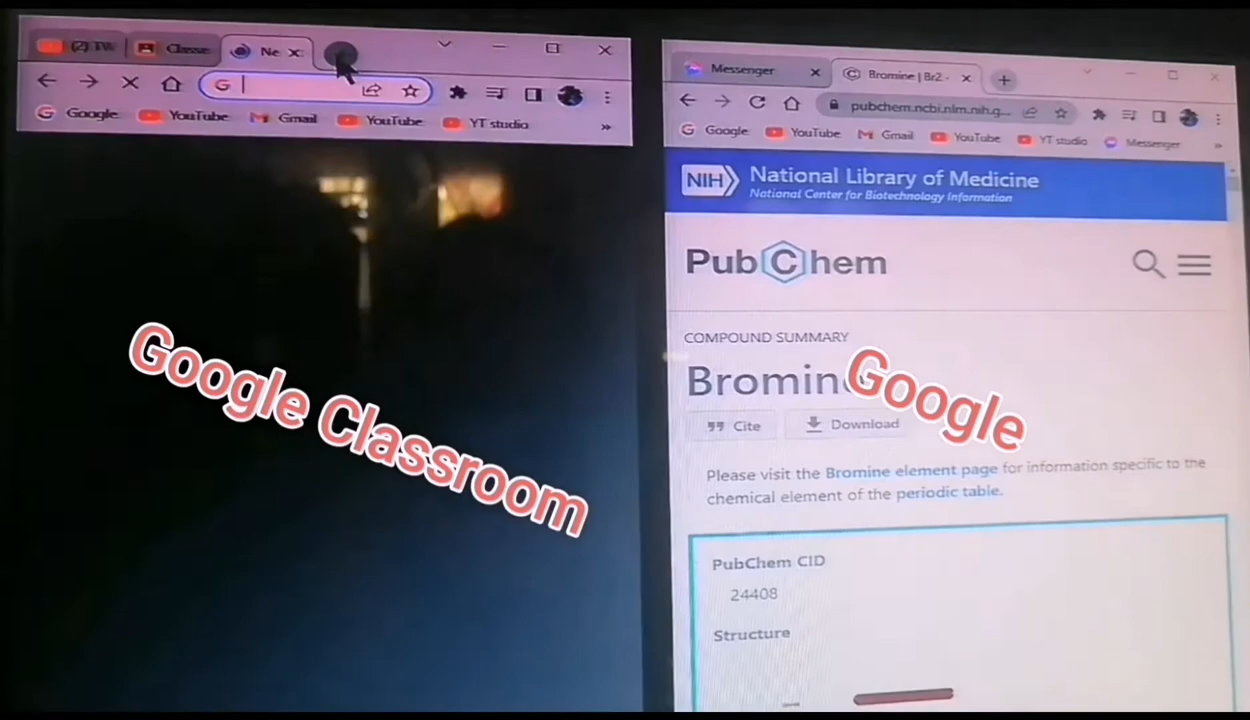 (2) TW
Classe
Ne
Google
YouTube
Gmail
YouTube
YT studio
Google Classroom
Messenger
Bromine | Br2 -
pubchem.ncbi.nlm.nih.g...
Google
YouTube
Gmail
YouTube
YT studio
Messenger
NIH
National Library of Medicine
National Center for Biotechnology Information
PubChem
COMPOUND SUMMARY
Bromin
Google
Cite
Download
Please visit the Bromine element page for information specific to the
chemical element of the periodic table.
PubChem CID
24408
Structure